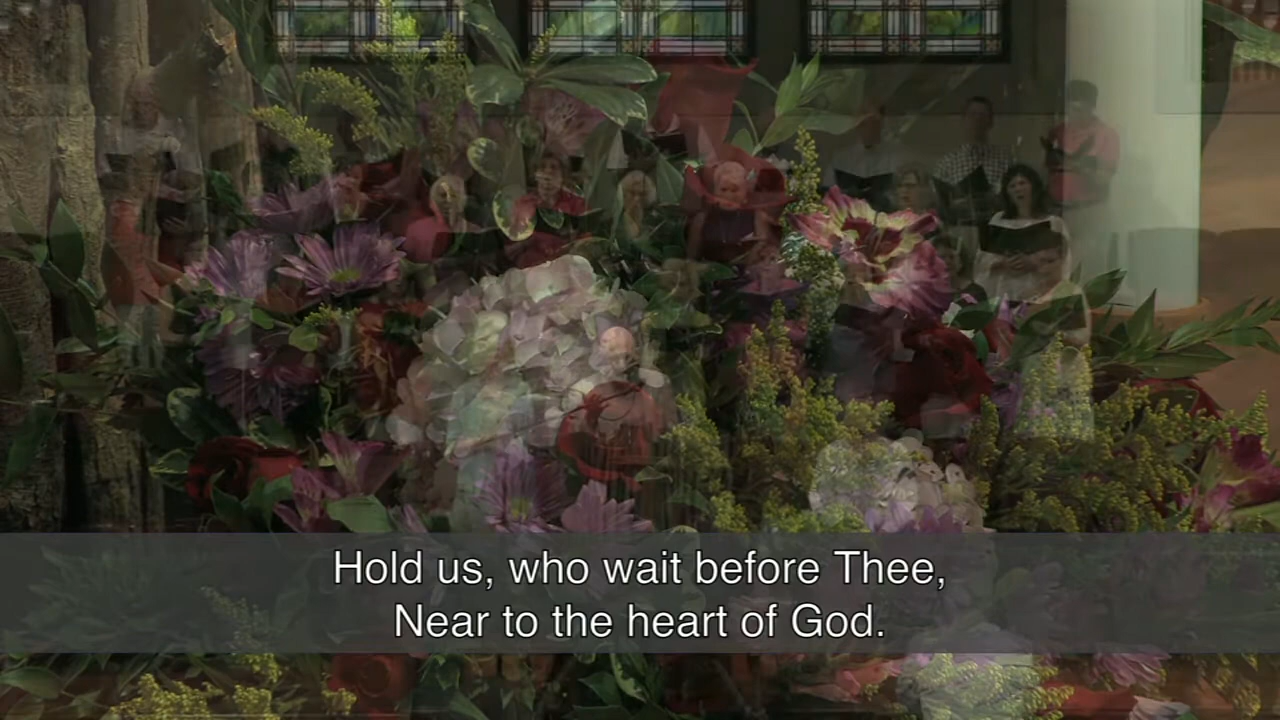 Hold us, who wait before Thee,
Near to the heart of God.